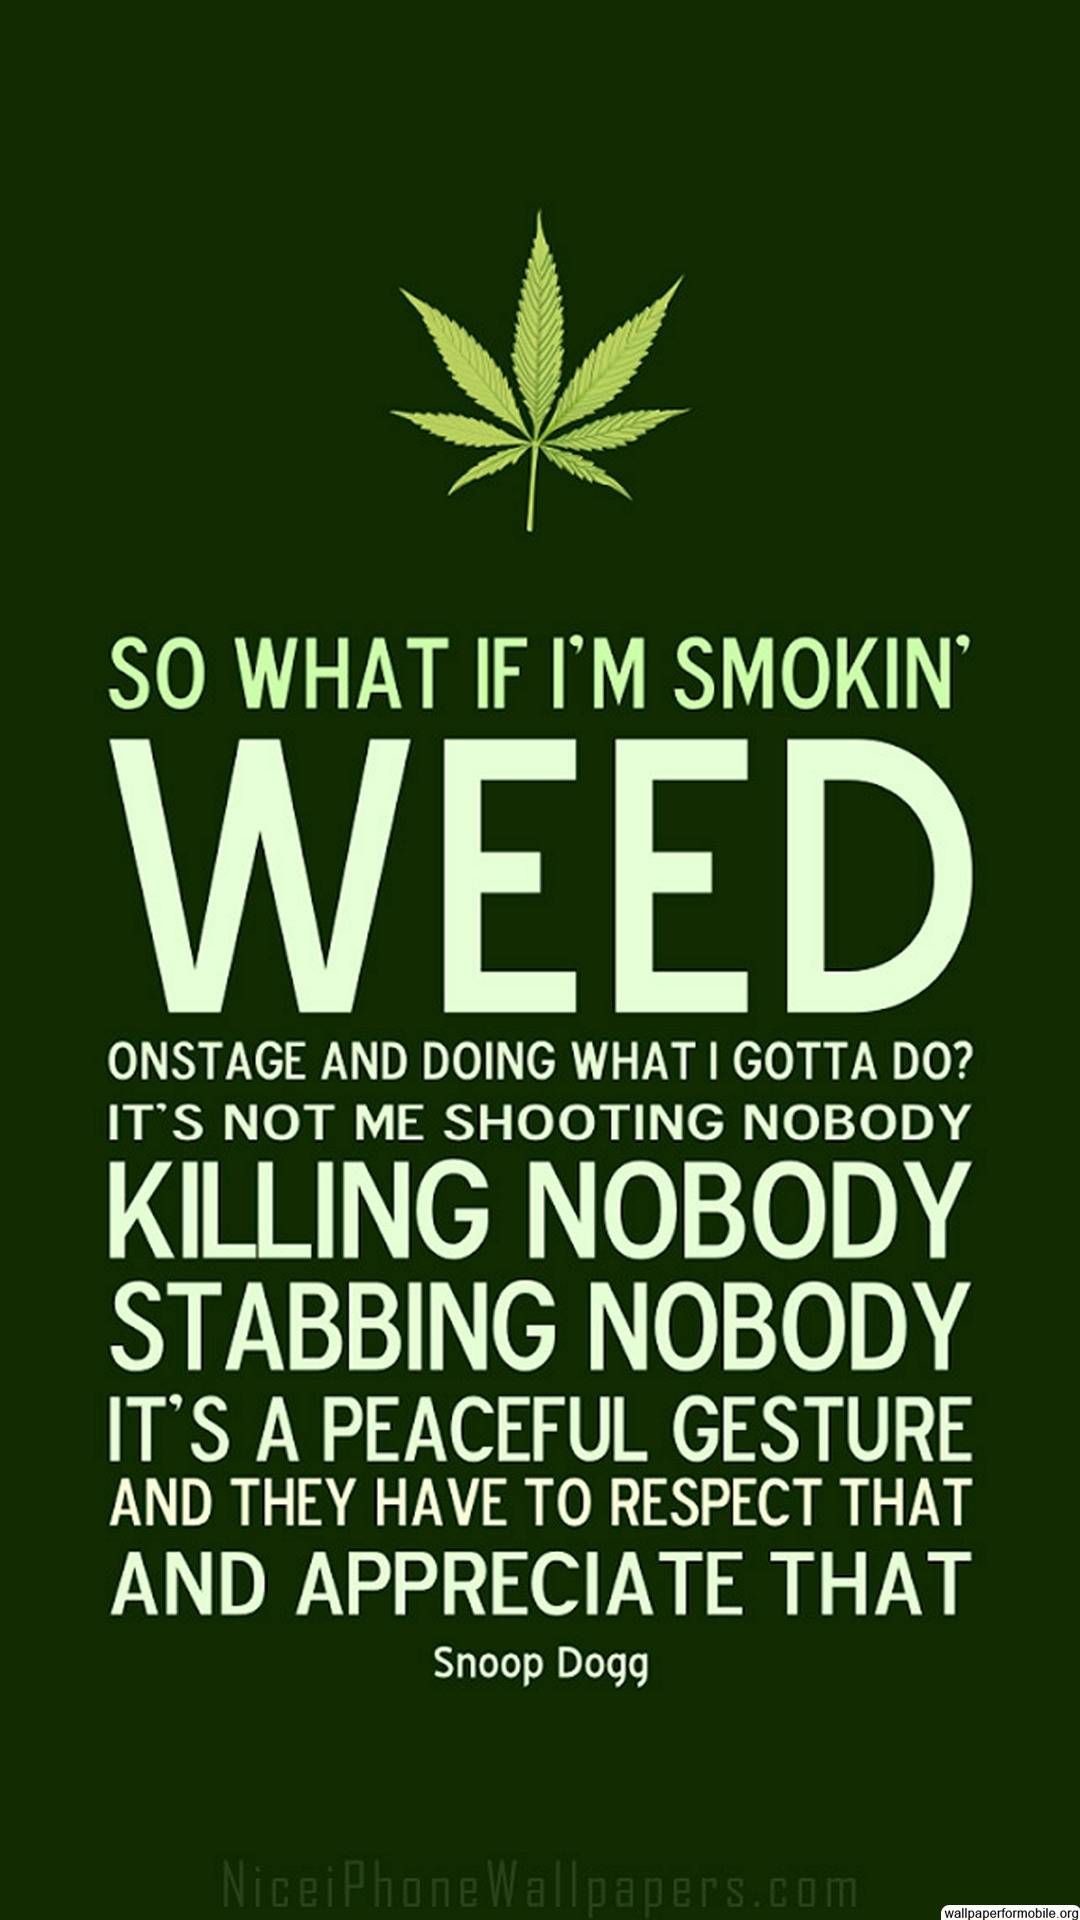 SO WHAT IF I'M SMOKIN'
WEED
ONSTAGE AND DOING WHAT I GOTTA DO?
IT'S NOT ME SHOOTING NOBODY
KILLING NOBODY
STABBING NOBODY
IT'S A PEACEFUL GESTURE
AND THEY HAVE TO RESPECT THAT
AND APPRECIATE THAT
Snoop Dogg
NiceiPhoneWallpapers.com
wallpaperformobile.org